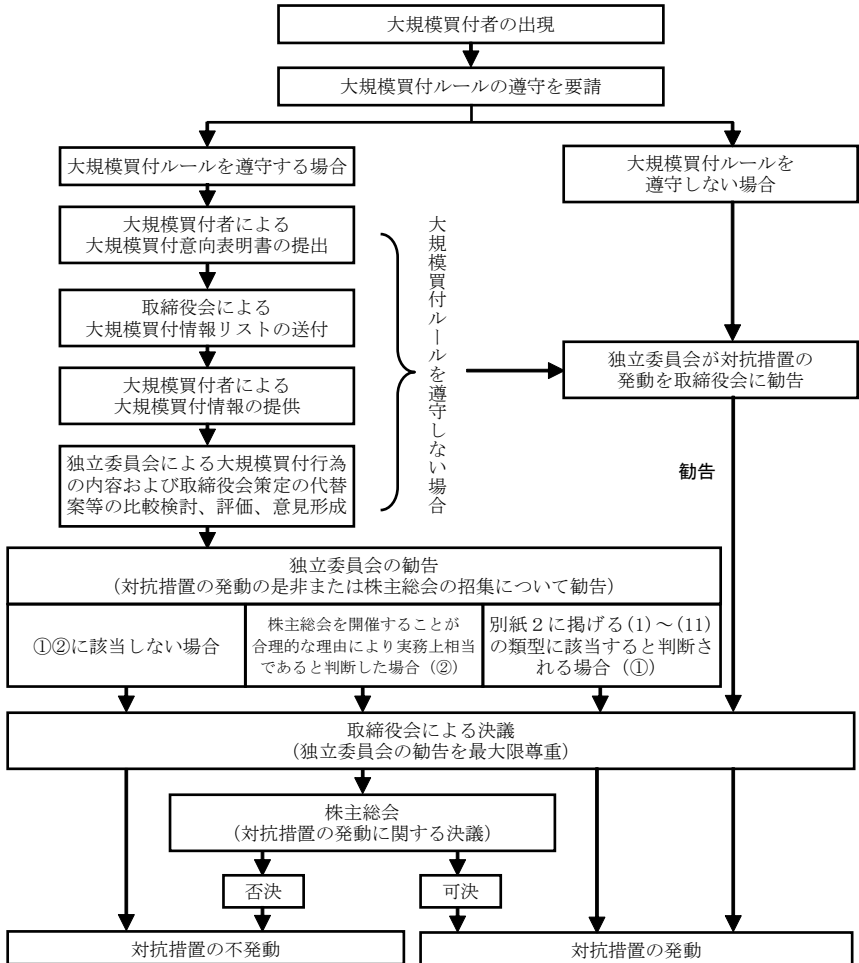 大規模買付者の出現
大規模買付ルールの遵守を要請
大規模買付ルールを遵守する場合
大規模買付ルールを
遵守しない場合
大規模買付者による
大規模買付意向表明書の提出
取締役会による
大規模買付情報リストの送付
大規模買付者による
大規模買付情報の提供
独立委員会による大規模買付行為
の内容および取締役会策定の代替
案等の比較検討、評価、意見形成
大規模買付ルールを遵守しない場合
独立委員会が対抗措置の
発動を取締役会に勧告
勧告
独立委員会の勧告
(対抗措置の発動の是非または株主総会の招集について勧告)
①②に該当しない場合
株主総会を開催することが
合理的な理由により実務上相当
であると判断した場合(②)
別紙2に掲げる(1)~(11)
の類型に該当すると判断さ
れる場合(①)
取締役会による決議
(独立委員会の勧告を最大限尊重)
株主総会
(対抗措置の発動に関する決議)
否決
可決
対抗措置の不発動
対抗措置の発動